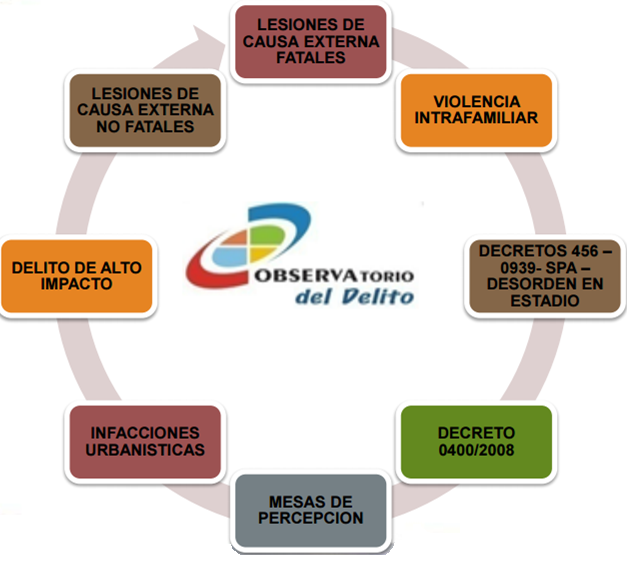 LESIONES DE
CAUSA EXTERNA
FATALES
VIOLENCIA
INTRAFAMILIAR
DECRETOS 456 –
0939- SPA –
DESORDEN EN
ESTADIO
DECRETO
0400/2008
MESAS DE
PERCEPCION
INFACCIONES
URBANISTICAS
DELITO DE ALTO
IMPACTO
LESIONES DE
CAUSA EXTERNA
NO FATALES
OBSERVATORIO
del Delito